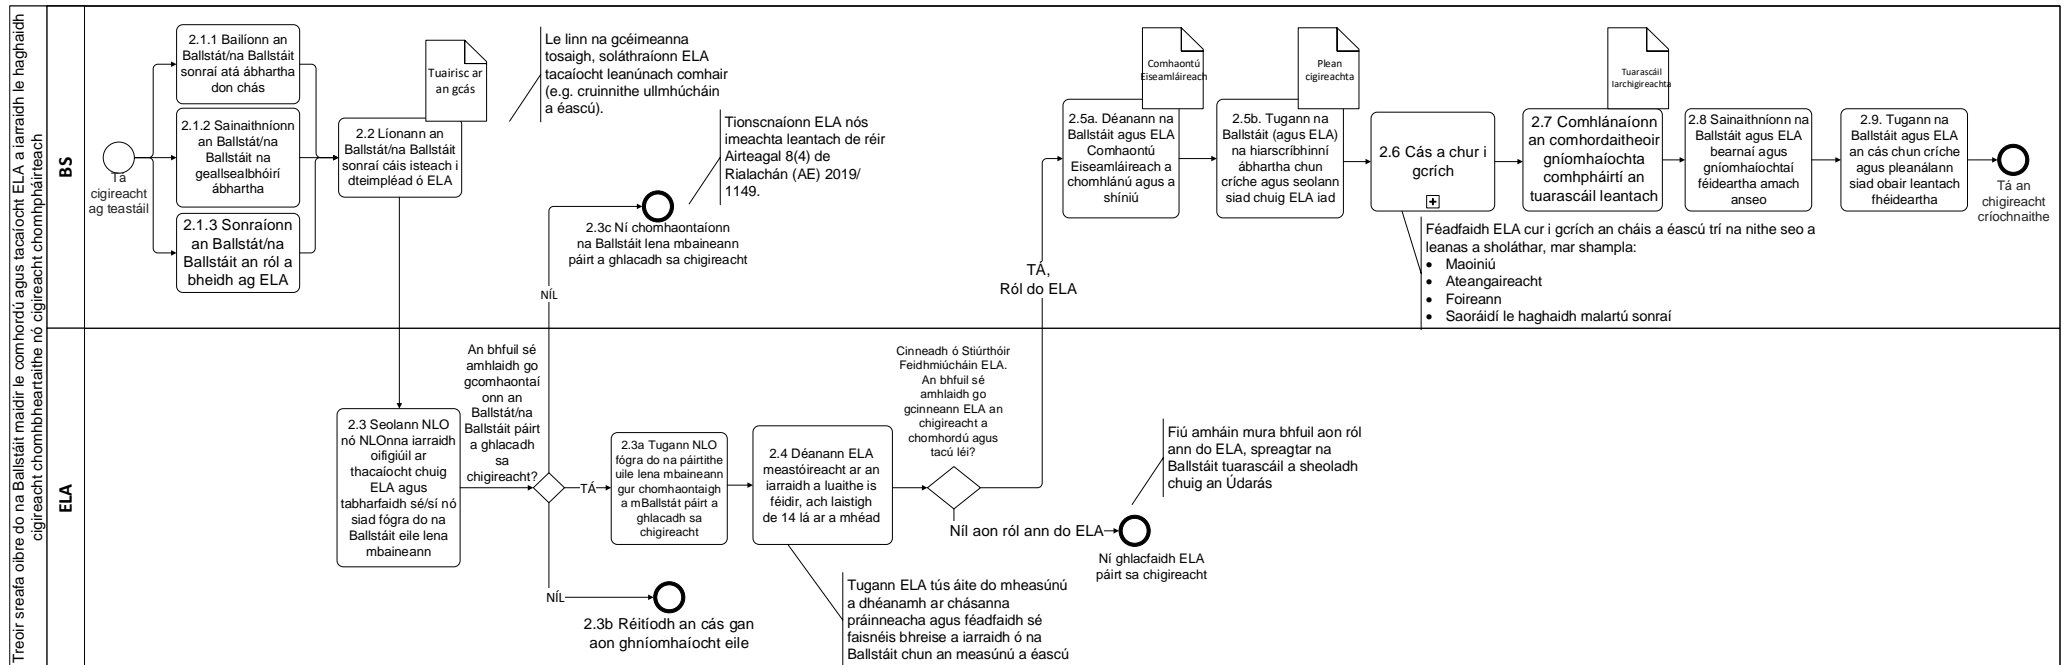 Treoir sreafa oibre do na Ballstáit maidir le comhordú agus tacaíocht ELA a iarraidh le haghaidh
cigireacht chomhbheartaithe nó cigireacht chomhpháirteach
BS
Tá
cigireacht
ag teastáil
2.1.1 Bailíonn an
Ballstát/na Ballstáit
sonraí atá ábhartha
don chás
2.1.2 Sainaithníonn
an Ballstát/na
Ballstáit na
geallsealbhóirí
ábhartha
2.1.3 Sonraíonn
an Ballstát/na
Ballstáit an ról a
bheidh ag ELA
Tuairisc ar
an gcás
2.2 Líonann an
Ballstát/na Ballstáit
sonraí cáis isteach i
dteimpléad ó ELA
Le linn na gcéimeanna
tosaigh, soláthraíonn ELA
tacaíocht leanúnach comhair
(e.g. cruinnithe ullmhúcháin
a éascú).
Tionscnaíonn ELA nós
imeachta leantach de réir
Airteagal 8(4) de
Rialachán (AE) 2019/
1149.
2.3c Ní chomhaontaíonn
na Ballstáit lena mbaineann
páirt a ghlacadh sa chigireacht
NÍL
TÁ,
Ról do ELA
Comhaontú
Eiseamláireach
2.5a. Déanann na
Ballstáit agus ELA
Comhaontú
Eiseamláireach a
chomhlánú agus a
shíniú
Plean
cigireachta
2.5b. Tugann na
Ballstáit (agus ELA)
na hiarscríbhinní
ábhartha chun
críche agus seolann
siad chuig ELA iad
2.6 Cás a chur i
gcrích
Féadfaidh ELA cur i gcrích an cháis a éascú trí na nithe seo a
leanas a sholáthar, mar shampla:
• Maoiniú
• Ateangaireacht
• Foireann
• Saoráidí le haghaidh malartú sonraí
Tuarascáil
Iarchigireachta
2.7 Comhlánaíonn
an comhordaitheoir
gníomhaíochta
comhpháirtí an
tuarascáil leantach
2.8 Sainaithníonn na
Ballstáit agus ELA
bearnaí agus
gníomhaíochtaí
féideartha amach
anseo
2.9. Tugann na
Ballstáit agus ELA
an cás chun críche
agus pleanálann
siad obair leantach
fhéideartha
Tá an
chigireacht
críochnaithe
ELA
2.3 Seolann NLO
nó NLOnna iarraidh
oifigiúil ar
thacaíocht chuig
ELA agus
tabharfaidh sé/sí nó
siad fógra do na
Ballstáit eile lena
mbaineann
An bhfuil sé
amhlaidh go
gcomhaontaí
onn an
Ballstát/na
Ballstáit páirt
a ghlacadh
sa
chigireacht?
TÁ
NÍL
2.3b Réitíodh an cás gan
aon ghníomhaíocht eile
2.3a Tugann NLO
fógra do na páirtithe
uile lena mbaineann
gur chomhaontaigh
a mBallstát páirt a
ghlacadh sa
chigireacht
2.4 Déanann ELA
meastóireacht ar an
iarraidh a luaithe is
féidir, ach laistigh
de 14 lá ar a mhéad
Tugann ELA tús áite do mheasúnú
a dhéanamh ar chásanna
práinneacha agus féadfaidh sé
faisnéis bhreise a iarraidh ó na
Ballstáit chun an measúnú a éascú
Cinneadh ó Stiúrthóir
Feidhmiúcháin ELA.
An bhfuil sé
amhlaidh go
gcinneann ELA an
chigireacht a
chomhordú agus
tacú léi?
Níl aon ról ann do ELA
Ní ghlacfaidh ELA
páirt sa chigireacht
Fiú amháin mura bhfuil aon ról
ann do ELA, spreagtar na
Ballstáit tuarascáil a sheoladh
chuig an Údarás